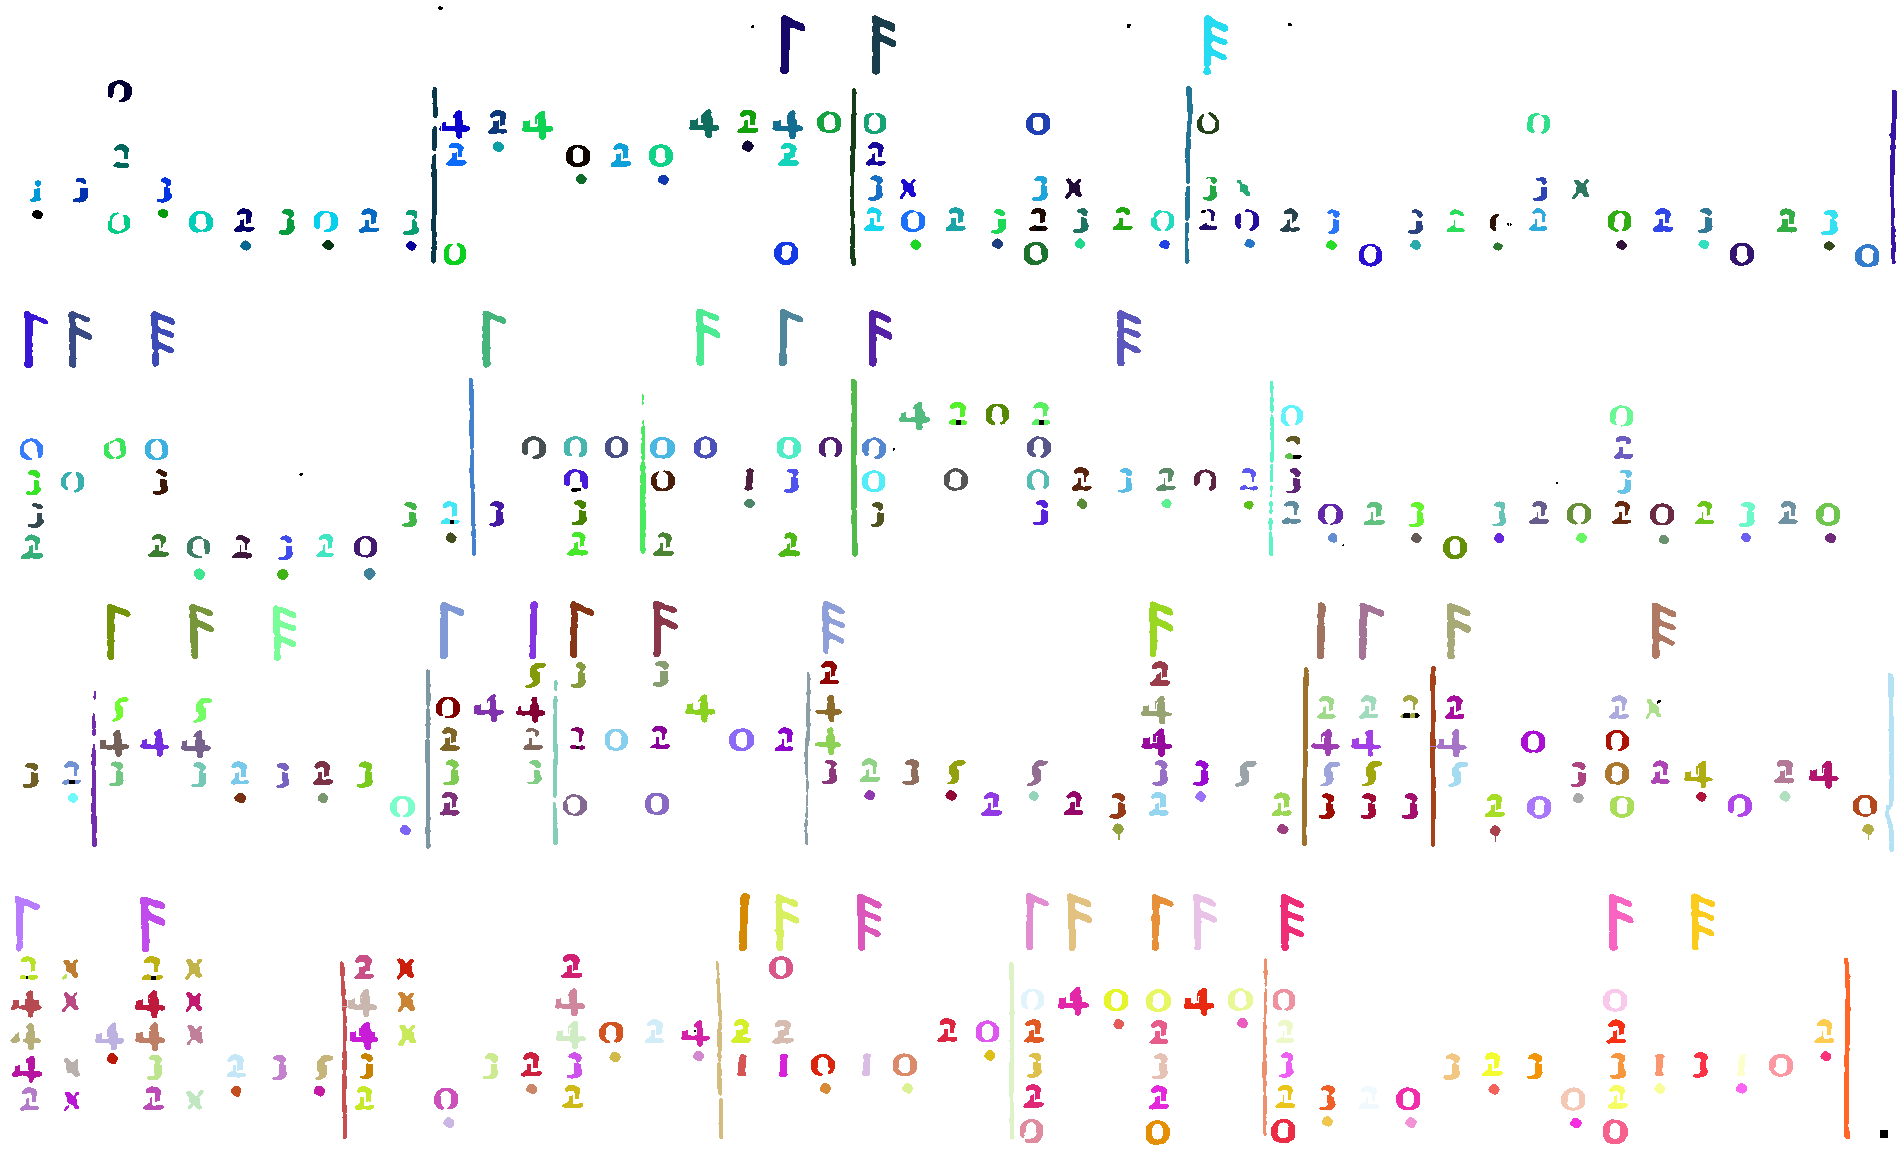 0
4 2 4 4 2 4 0 0 0 0 0
2 2 0 2 0 2 2
3 3 3 3 x 3 x 3 x 3 x
0 0 2 3 0 2 3 2 0 2 3 2 3 2 0 2 0 2 3 3 2 0 2 0 2 3 2 3
0 0 0 0 0 0
4 2 0 2 0 0
0 0 0 0 0 0 0 0 0 0 0 0 2 2
3 0 3 0 0 1 3 0 0 0 2 3 2 0 2 3 3
3 3 2 3 3 3 3 2 0 2 3 3 2 0 2 0 2 3 2 0
2 2 0 2 3 2 0 2 2 2 0
5 3 3 2 2
5 5 0 4 4 4 4 4 2 2 2 2 2 x
4 4 4 2 2 2 0 2 0 2 4 4 4 4 4 0 0
3 2 3 3 2 3 2 3 3 3 3 2 3 5 5 3 3 5 5 5 5 3 0 2 4 2 4
0 2 0 0 2 2 3 2 2 3 3 3 2 0 0 0 0
2 x 2 x 2 x 2 0
4 x 4 x 4 x 4 0 4 0 0 4 0 0 0
4 4 4 x 4 x 4 0 2 4 2 2 2 0 2 2 2 2 2
4 x 3 2 3 5 3 3 2 3 1 1 0 1 0 3 3 3 3 2 3 3 1 3 1 0
2 x 2 x 2 0 2 2 2 2 3 2 0 0 2
0 0 0 0